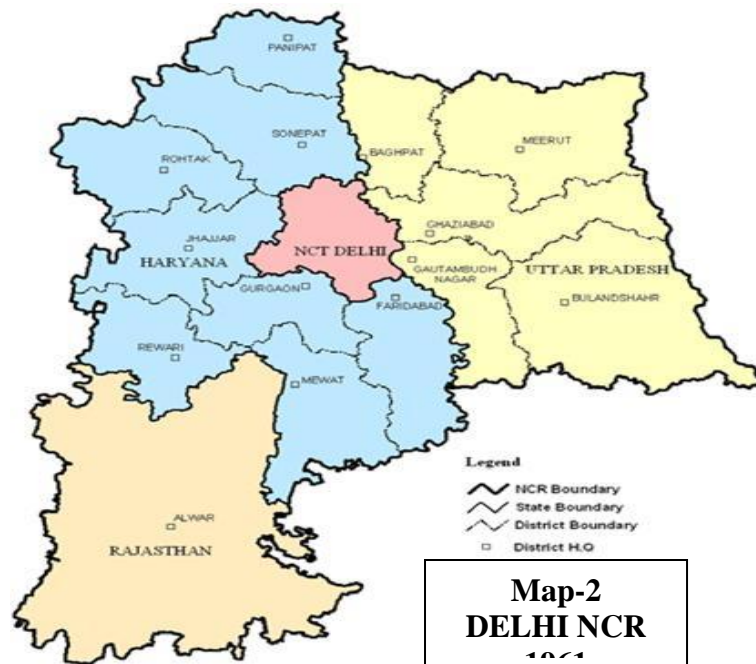 PANIPAT
SONEPAT
ROHTAK
BAGHPAT
MEERUT
GHAZIABAD
NCT DELHI
JHAJJAR
HARYANA
GAUTAMBUDH
NAGAR
UTTAR PRADESH
GURGAON
FARIDABAD
BULANDSHAHR
REWARI
MEWAT
ALWAR
RAJASTHAN
Legend
NCR Boundary
State Boundary
District Boundary
District H.Q
Map-2
DELHI NCR